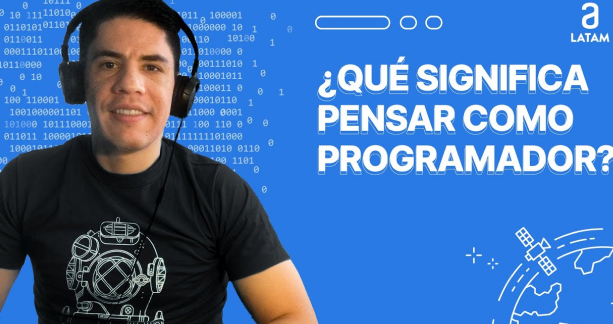 a
LATAM
¿QUÉ SIGNIFICA
PENSAR COMO
PROGRAMADOR?